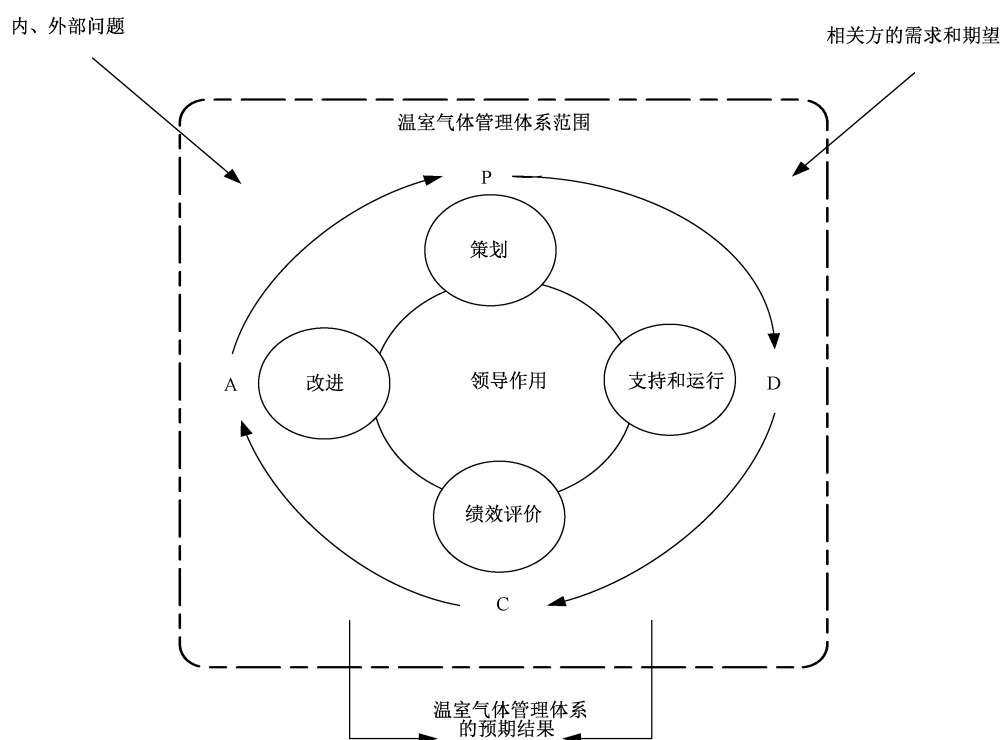 内、外部问题
相关方的需求和期望
温室气体管理体系范围
P
策划
A
改进
领导作用
支持和运行
D
绩效评价
C
温室气体管理体系
的预期结果